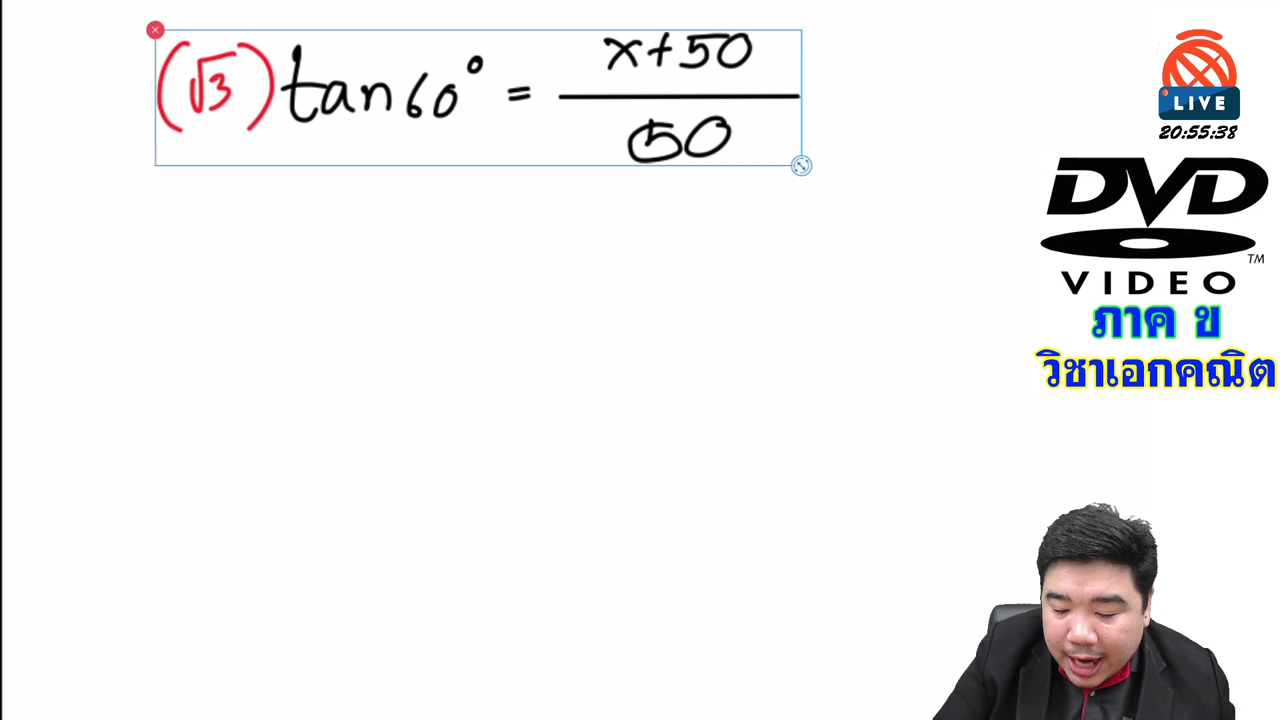 (√3) tan 60° = x+50
50
LIVE
20:55:38
DVD
TM
VIDEO
ภาค ข
วิชาเอกคณิต